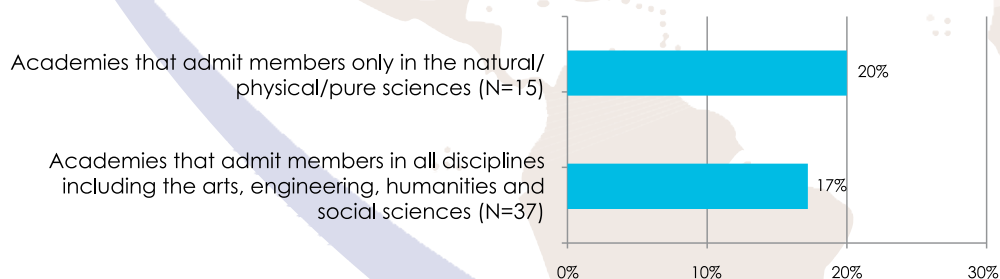 Academies that admit members only in the natural/
physical/pure sciences (N=15)
20%
Academies that admit members in all disciplines
including the arts, engineering, humanities and
social sciences (N=37)
17%
0%
10%
20%
30%